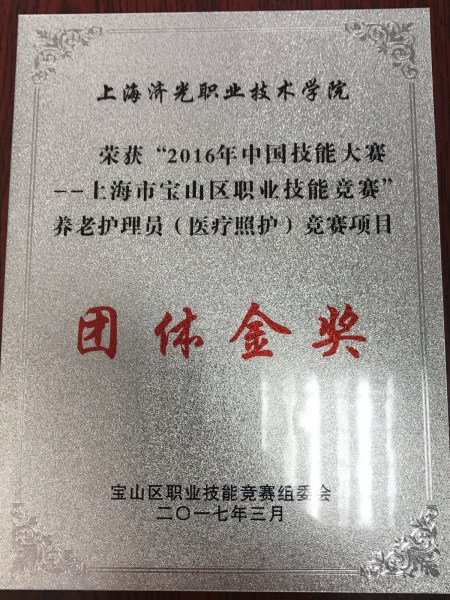 上海济光职业技术学院
荣获“2016年中国技能大赛
--上海市宝山区职业技能竞赛”
养老护理员（医疗照护）竞赛项目
团体金奖
宝山区职业技能竞赛组委会
二〇一七年三月